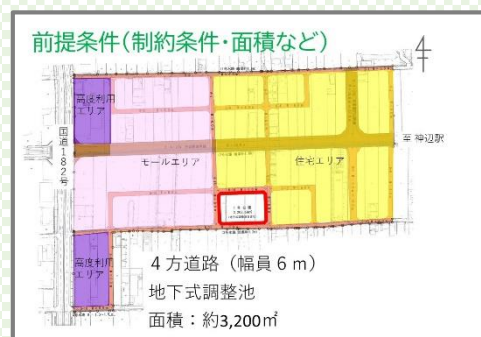 前提条件(制約条件・面積など)
高度利用
エリア
国道182号
モールエリア
住宅エリア
至 神辺駅
高度利用
エリア
4方道路(幅員6m)
地下式調整池
面積:約3,200㎡